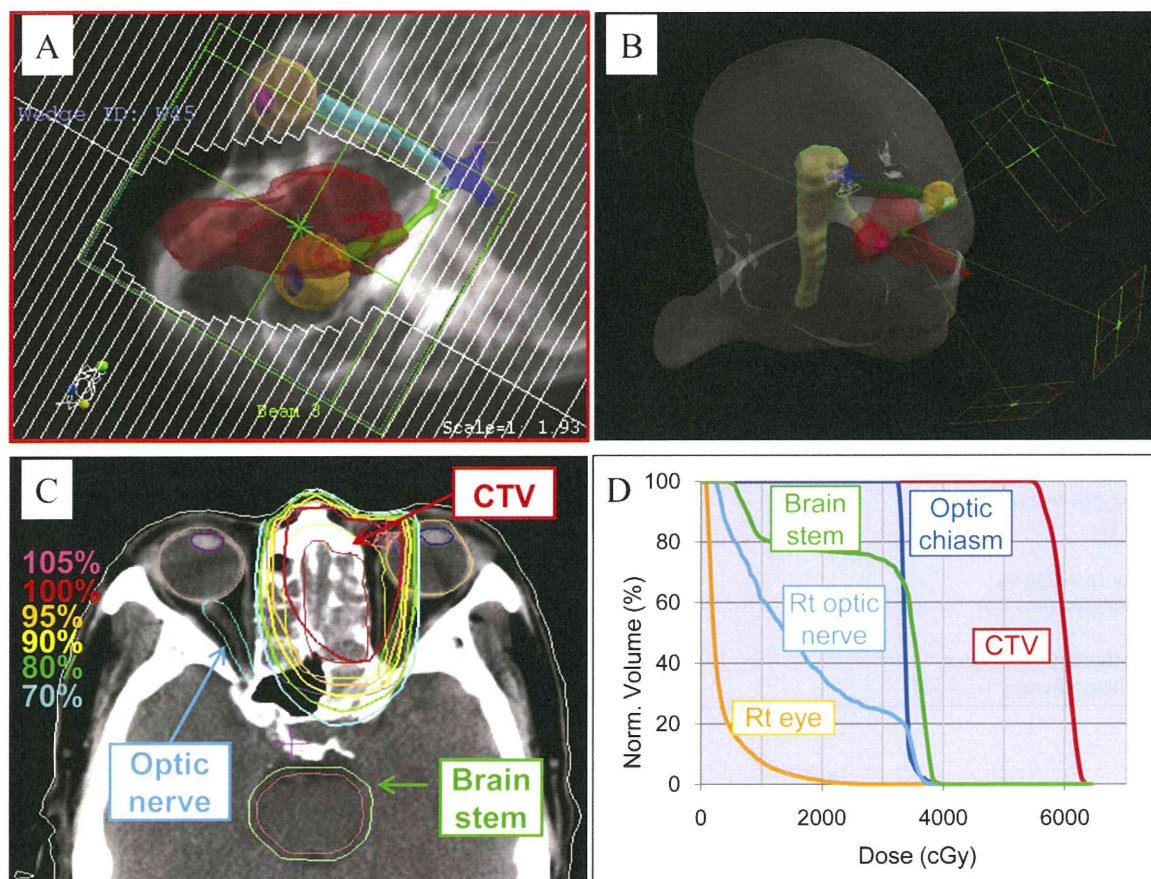 A
Wedge ID: W45
Beam 3
Scale=1: 1.93
B
C
CTV
105%
100%
95%
90%
80%
70%
Optic
nerve
Brain
stem
D
100
80
60
40
20
0
Norm. Volume (%)
Brain
stem
Optic
chiasm
Rt optic
nerve
CTV
Rt eye
0
2000
4000
6000
Dose (cGy)